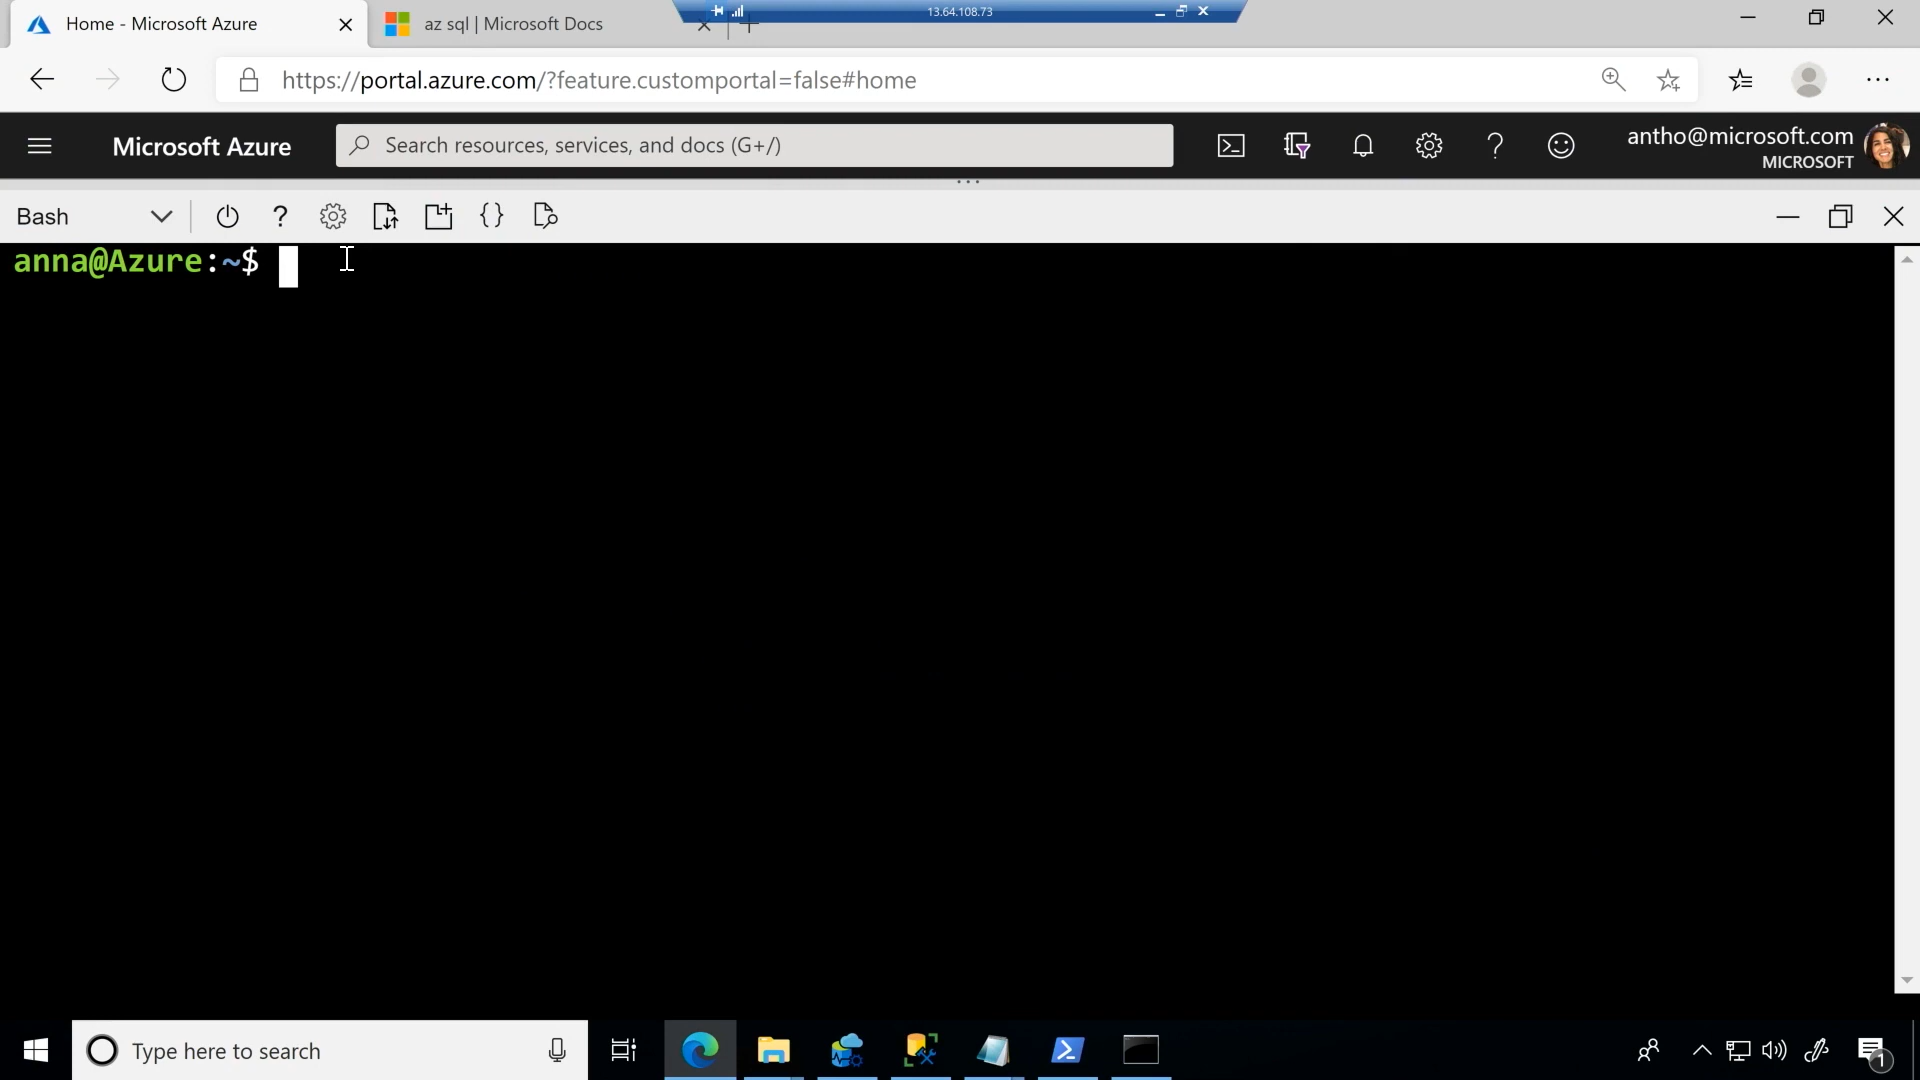 Home - Microsoft Azure
az sql | Microsoft Docs
13.64.108.73
https://portal.azure.com/?feature.customportal=false#home
Microsoft Azure
Search resources, services, and docs (G+/)
antho@microsoft.com
MICROSOFT
Bash
anna@Azure:~$
Type here to search
1